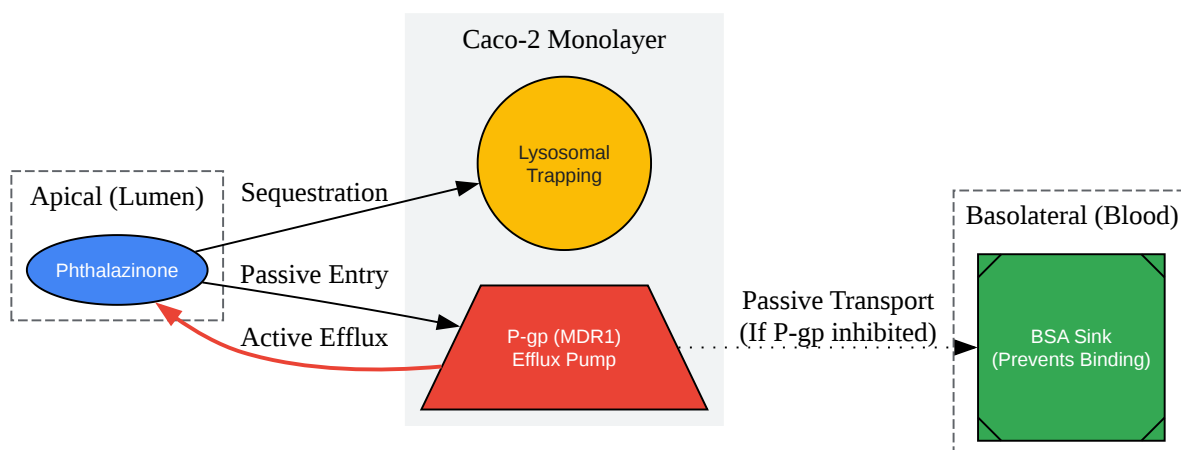 Caco-2 Monolayer
Lysosomal
Trapping
Apical (Lumen)
Sequestration
Phthalazinone
Passive Entry
Active Efflux
P-gp (MDR1)
Efflux Pump
Passive Transport
(If P-gp inhibited)
Basolateral (Blood)
BSA Sink
(Prevents Binding)